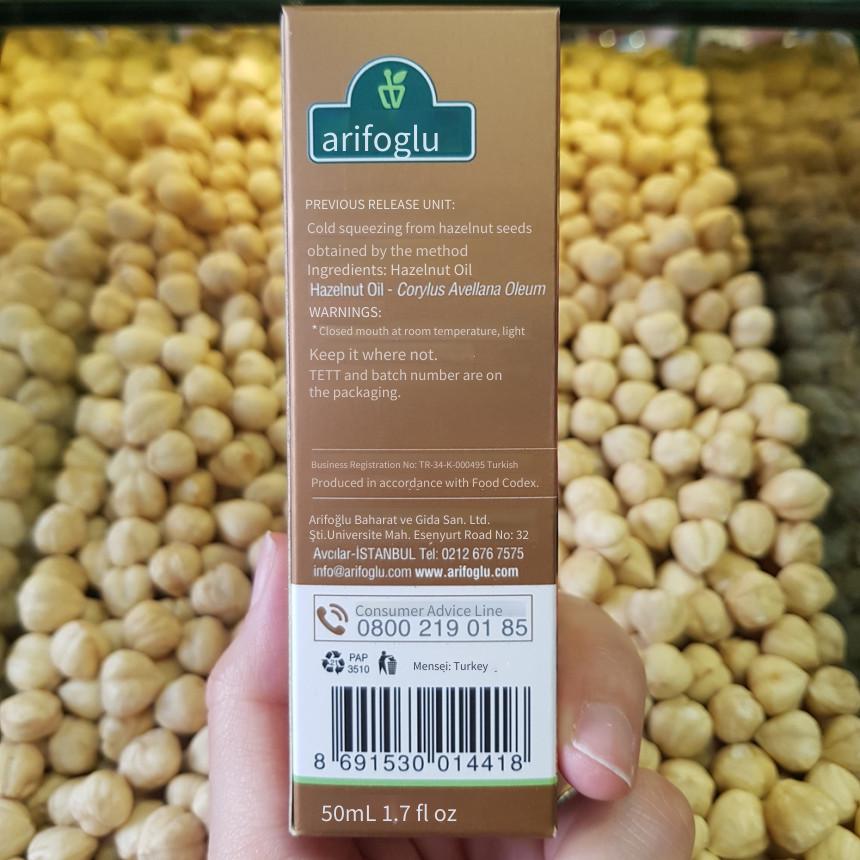 arifoglu
PREVIOUS RELEASE UNIT:
Cold squeezing from hazelnut seeds
obtained by the method
Ingredients: Hazelnut Oil
Hazelnut Oil - Corylus Avellana Oleum
WARNINGS:
*Closed mouth at room temperature, light
Keep it where not.
TETT and batch number are on
the packaging.
Business Registration No: TR-34-K-000495 Turkish
Produced in accordance with Food Codex.
Arifoğlu Baharat ve Gida San. Ltd.
Şti.Universite Mah. Esenyurt Road No: 32
Avcılar-İSTANBUL Tel: 0212 676 7575
info@arifoglu.com www.arifoglu.com
Consumer Advice Line
0800 219 01 85
21 PAP
3510
Menşei: Turkey
8 691530 014418
50mL 1.7 fl oz